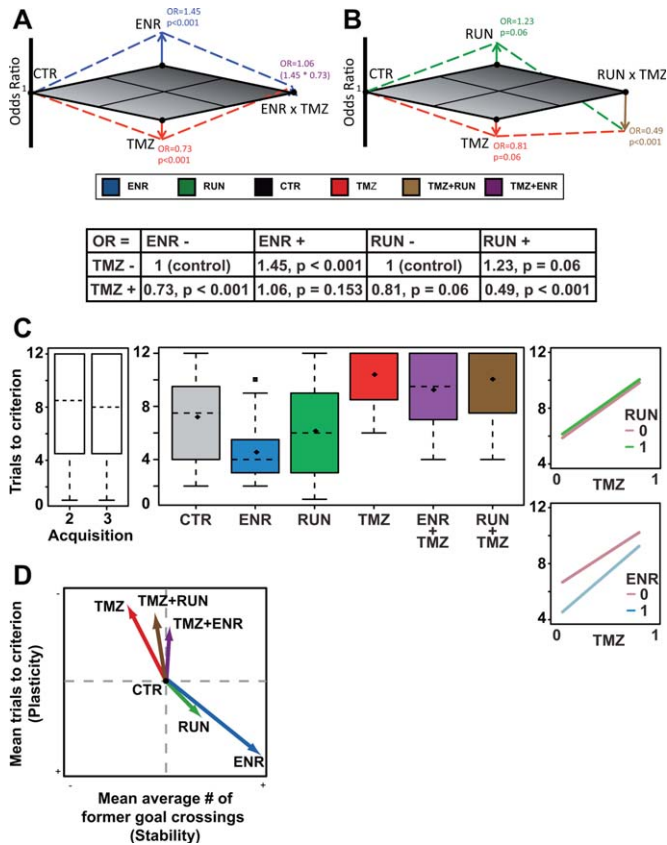 A
B
OR=1.45
p<0.001
ENR
OR=1.23
p=0.06
RUN
OR=1.06
(1.45 * 0.73)
Odds Ratio
1
CTR
ENR x TMZ
TMZ
OR=0.73
p<0.001
Odds Ratio
1
CTR
RUN x TMZ
TMZ
OR=0.81
p=0.06
OR=0.49
p<0.001
ENR RUN CTR TMZ TMZ+RUN TMZ+ENR
OR = ENR - ENR + RUN - RUN +
TMZ - 1 (control) 1.45, p < 0.001 1 (control) 1.23, p = 0.06
TMZ + 0.73, p < 0.001 1.06, p = 0.153 0.81, p = 0.06 0.49, p < 0.001
C
Trials to criterion
12
8
4
0
2 3
Acquisition
12
8
4
0
CTR ENR RUN TMZ ENR + TMZ RUN + TMZ
12
8
4
RUN
0
1
0 1
TMZ
12
8
4
ENR
0
1
0 1
TMZ
D
Mean trials to criterion
(Plasticity)
-
+
TMZ
TMZ+RUN
TMZ+ENR
CTR
RUN
ENR
- +
Mean average # of
former goal crossings
(Stability)